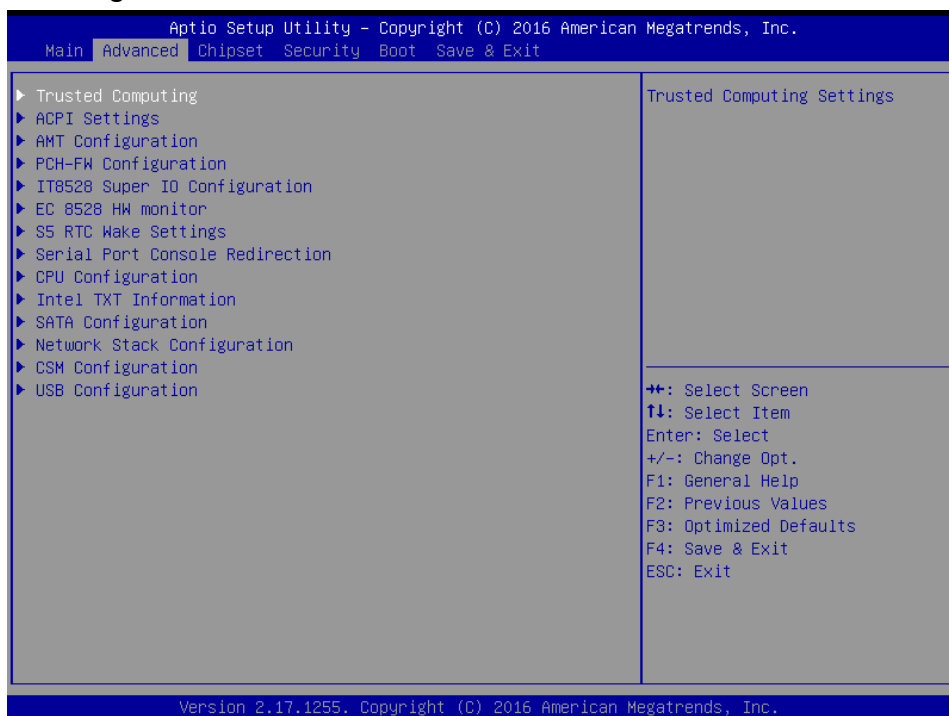 Aptio Setup Utility – Copyright (C) 2016 American Megatrends, Inc.
Main Advanced Chipset Security Boot Save & Exit
Trusted Computing
ACPI Settings
AMT Configuration
PCH-FW Configuration
IT8528 Super IO Configuration
EC 8528 HW monitor
S5 RTC Wake Settings
Serial Port Console Redirection
CPU Configuration
Intel TXT Information
SATA Configuration
Network Stack Configuration
CSM Configuration
USB Configuration
Trusted Computing Settings
→←: Select Screen
↑↓: Select Item
Enter: Select
+/-: Change Opt.
F1: General Help
F2: Previous Values
F3: Optimized Defaults
F4: Save & Exit
ESC: Exit
Version 2.17.1255. Copyright (C) 2016 American Megatrends, Inc.